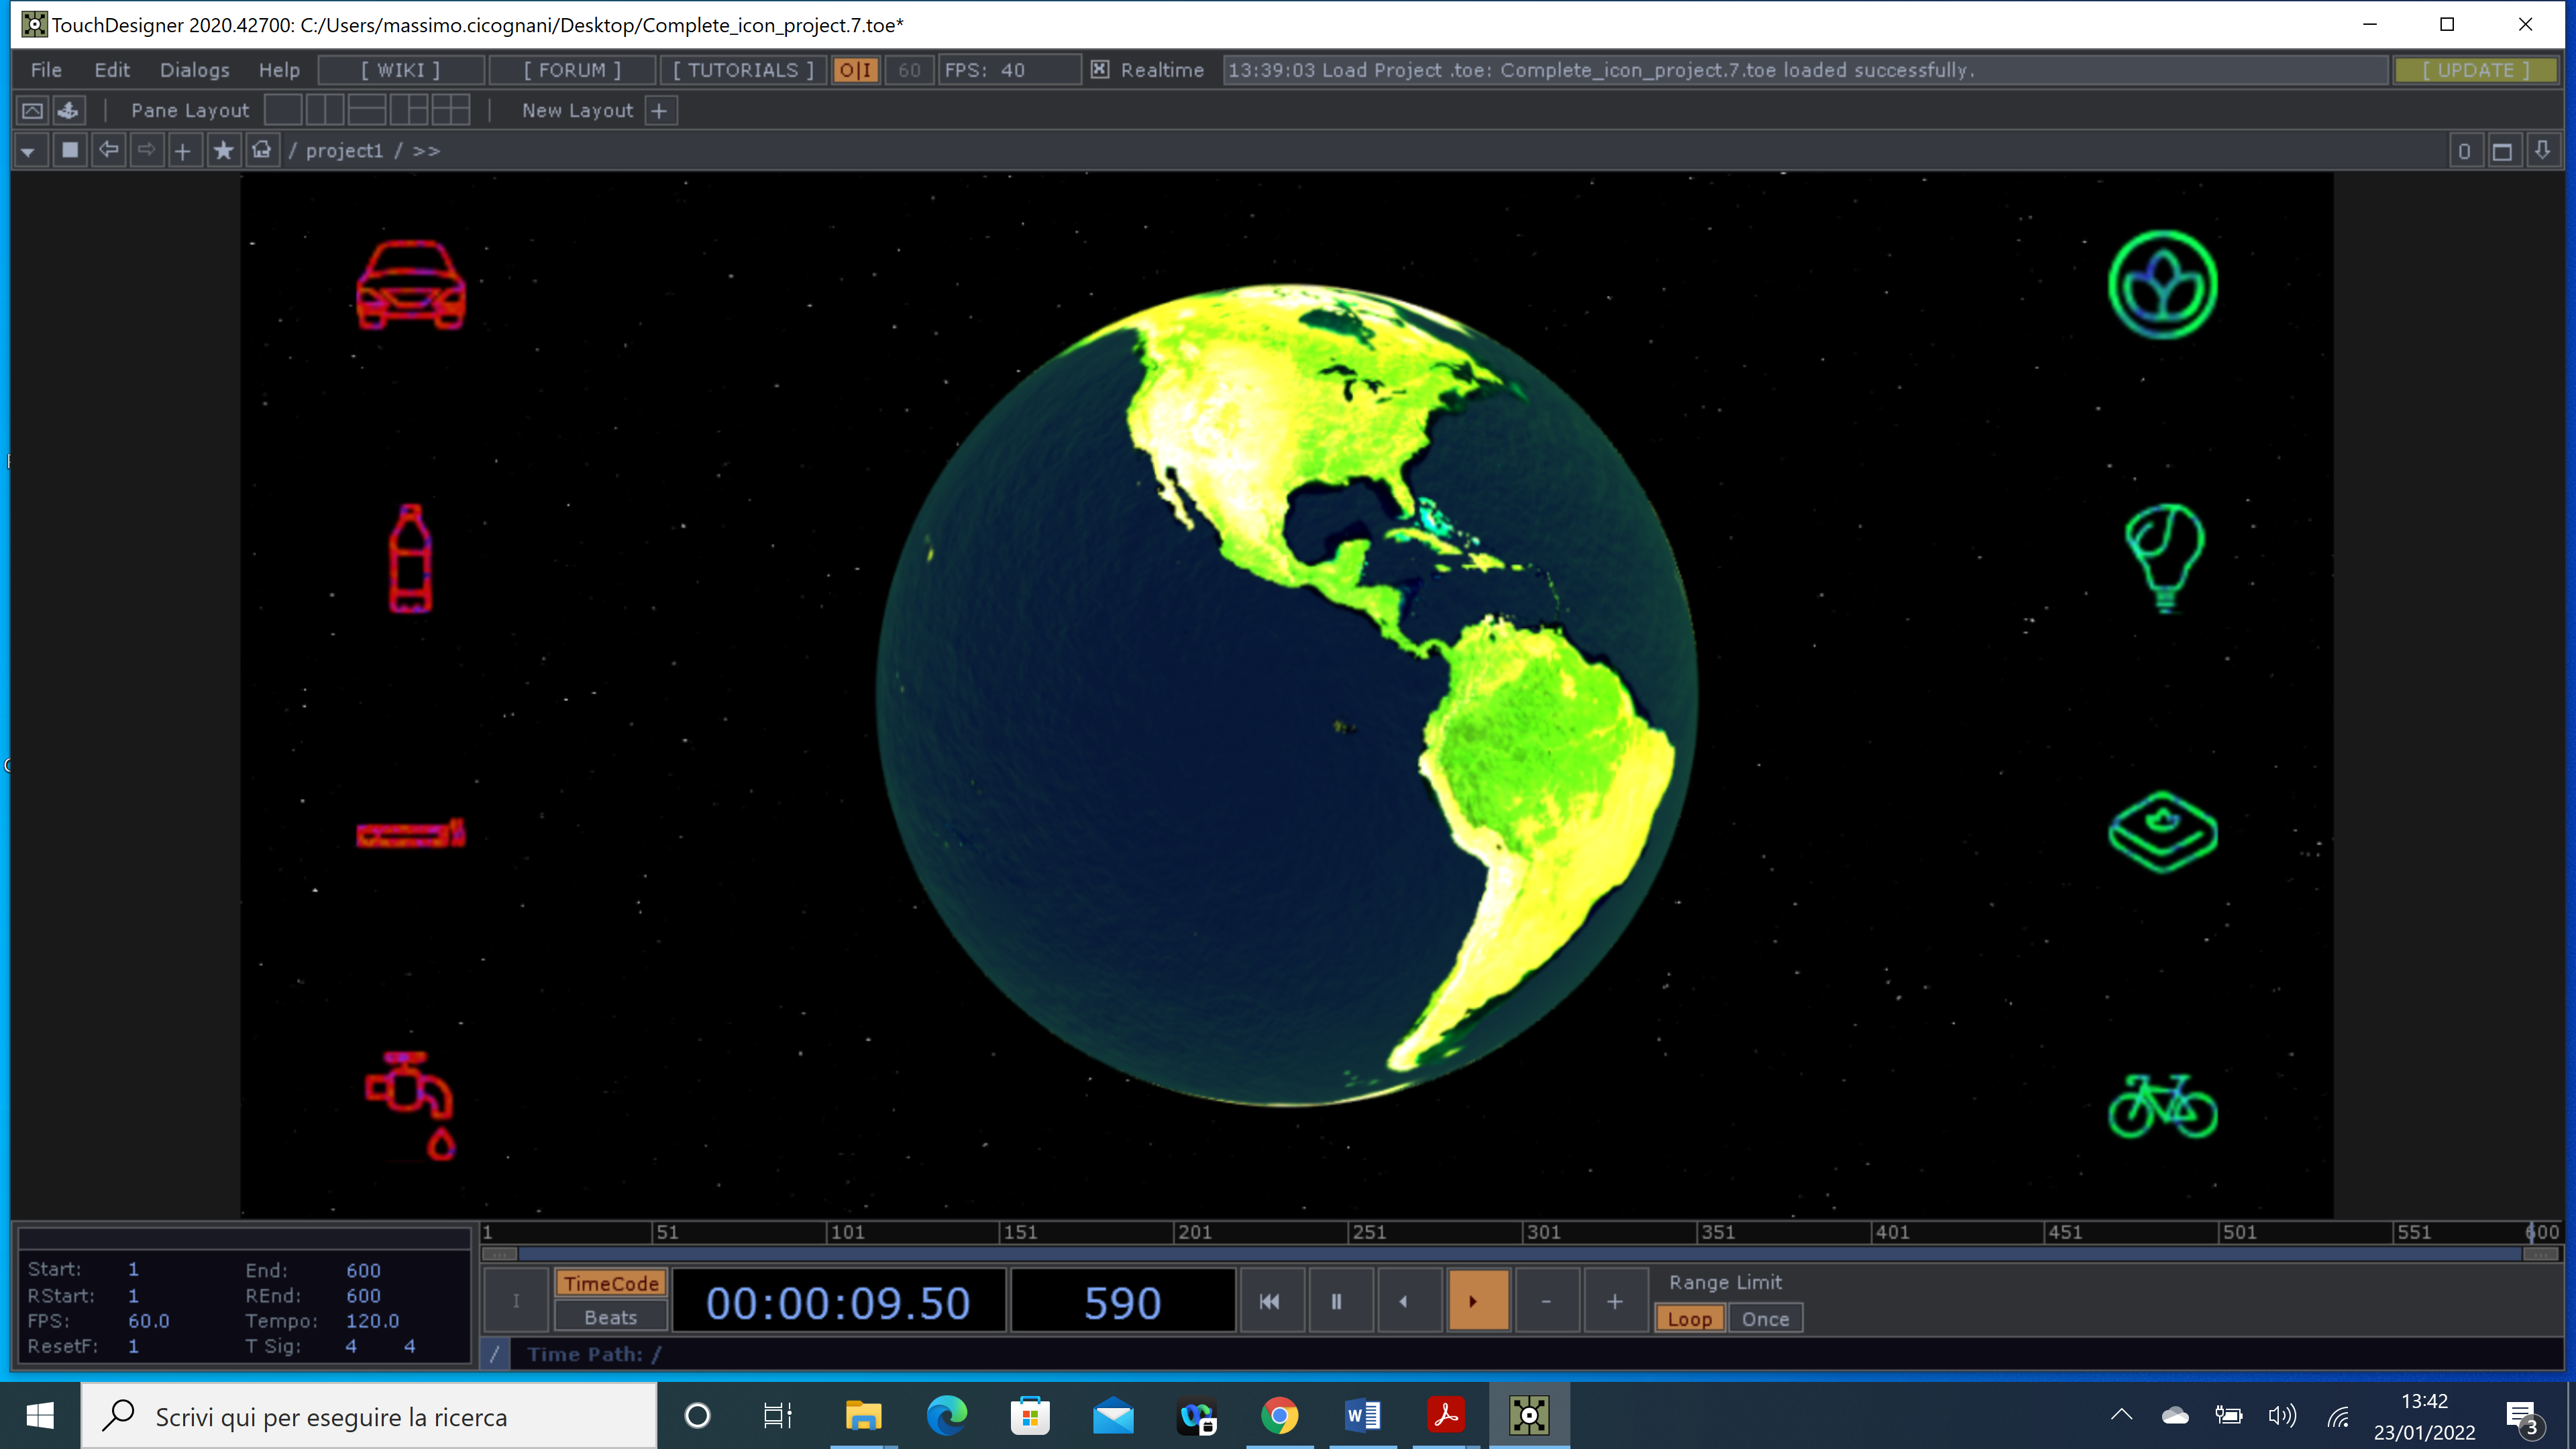 TouchDesigner 2020.42700: C:/Users/massimo.cicognani/Desktop/Complete_icon_project.7.toe*
File Edit Dialogs Help [ WIKI ] [ FORUM ] [ TUTORIALS ] O|I 60 FPS: 40 Realtime 13:39:03 Load Project .toe: Complete_icon_project.7.toe loaded successfully. [ UPDATE ]
Pane Layout New Layout +
/ project1 / >> 0
1 51 101 151 201 251 301 351 401 451 501 551 600
Start: 1 End: 600
RStart: 1 REnd: 600
FPS: 60.0 Tempo: 120.0
ResetF: 1 T Sig: 4 4
I TimeCode 00:00:09.50 590 - + Range Limit
Beats Loop Once
/ Time Path: /
Scrivi qui per eseguire la ricerca
13:42
23/01/2022
3